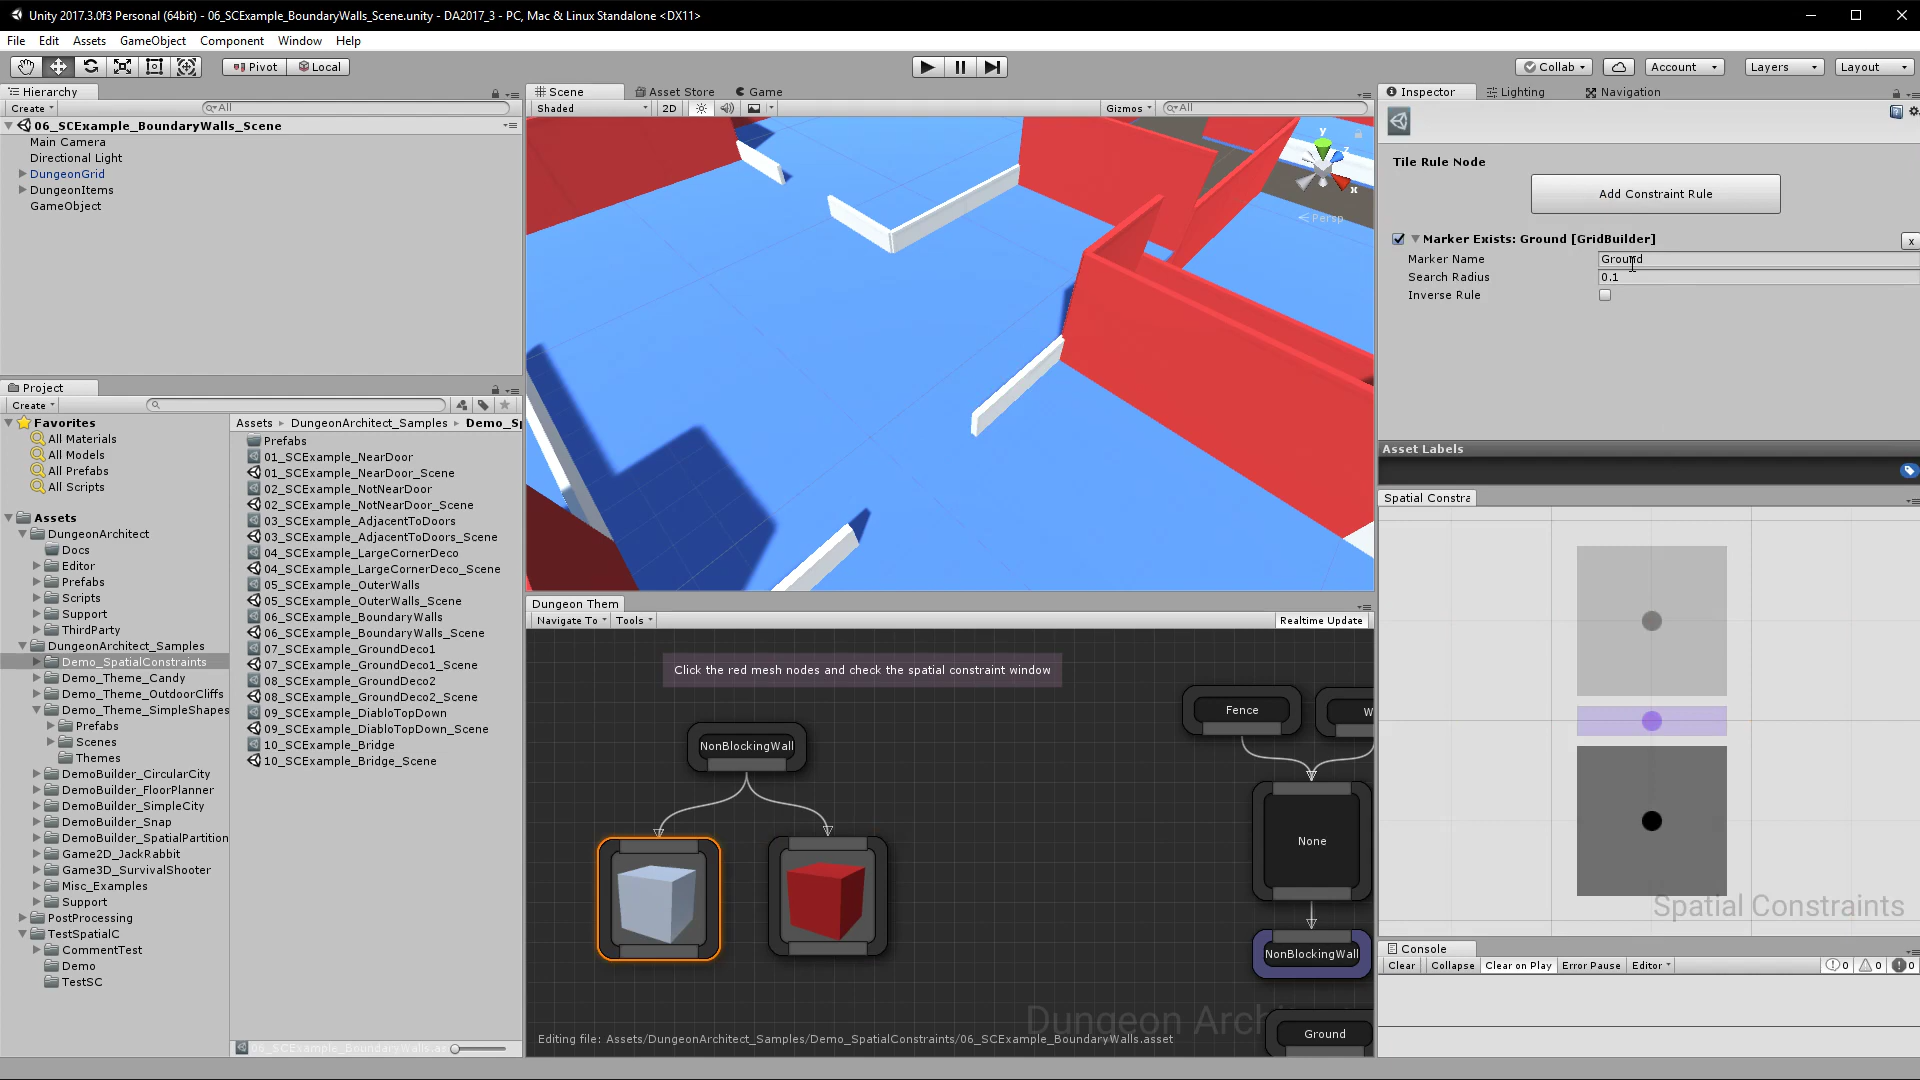 Unity 2017.3.0f3 Personal (64bit) - 06_SCExample_BoundaryWalls_Scene.unity - DA2017_3 - PC, Mac & Linux Standalone <DX11>
File Edit Assets GameObject Component Window Help
Pivot Local Collab Account Layers Layout
Hierarchy
Create All
06_SCExample_BoundaryWalls_Scene
Main Camera
Directional Light
DungeonGrid
DungeonItems
GameObject
Project
Create
Favorites
All Materials
All Models
All Prefabs
All Scripts
Assets
DungeonArchitect
Docs
Editor
Prefabs
Scripts
Support
ThirdParty
DungeonArchitect_Samples
Demo_SpatialConstraints
Demo_Theme_Candy
Demo_Theme_OutdoorCliffs
Demo_Theme_SimpleShapes
Prefabs
Scenes
Themes
DemoBuilder_CircularCity
DemoBuilder_FloorPlanner
DemoBuilder_SimpleCity
DemoBuilder_Snap
DemoBuilder_SpatialPartition
Game2D_JackRabbit
Game3D_SurvivalShooter
Misc_Examples
Support
PostProcessing
TestSpatialC
CommentTest
Demo
TestSC
Assets DungeonArchitect_Samples Demo_S
Prefabs
01_SCExample_NearDoor
01_SCExample_NearDoor_Scene
02_SCExample_NotNearDoor
02_SCExample_NotNearDoor_Scene
03_SCExample_AdjacentToDoors
03_SCExample_AdjacentToDoors_Scene
04_SCExample_LargeCornerDeco
04_SCExample_LargeCornerDeco_Scene
05_SCExample_OuterWalls
05_SCExample_OuterWalls_Scene
06_SCExample_BoundaryWalls
06_SCExample_BoundaryWalls_Scene
07_SCExample_GroundDeco1
07_SCExample_GroundDeco1_Scene
08_SCExample_GroundDeco2
08_SCExample_GroundDeco2_Scene
09_SCExample_DiabloTopDown
09_SCExample_DiabloTopDown_Scene
10_SCExample_Bridge
10_SCExample_Bridge_Scene
06_SCExample_BoundaryWalls.as
Scene Asset Store Game
Shaded 2D Gizmos All
y
z
x
Persp
Dungeon Them
Navigate To Tools Realtime Update
Click the red mesh nodes and check the spatial constraint window
NonBlockingWall
Fence
W
None
NonBlockingWall
Ground
Dungeon Arch
Editing file: Assets/DungeonArchitect_Samples/Demo_SpatialConstraints/06_SCExample_BoundaryWalls.asset
Inspector Lighting Navigation
Tile Rule Node
Add Constraint Rule
Marker Exists: Ground [GridBuilder] x
Marker Name Ground
Search Radius 0.1
Inverse Rule
Asset Labels
Spatial Constra
Spatial Constraints
Console
Clear Collapse Clear on Play Error Pause Editor 0 0 0